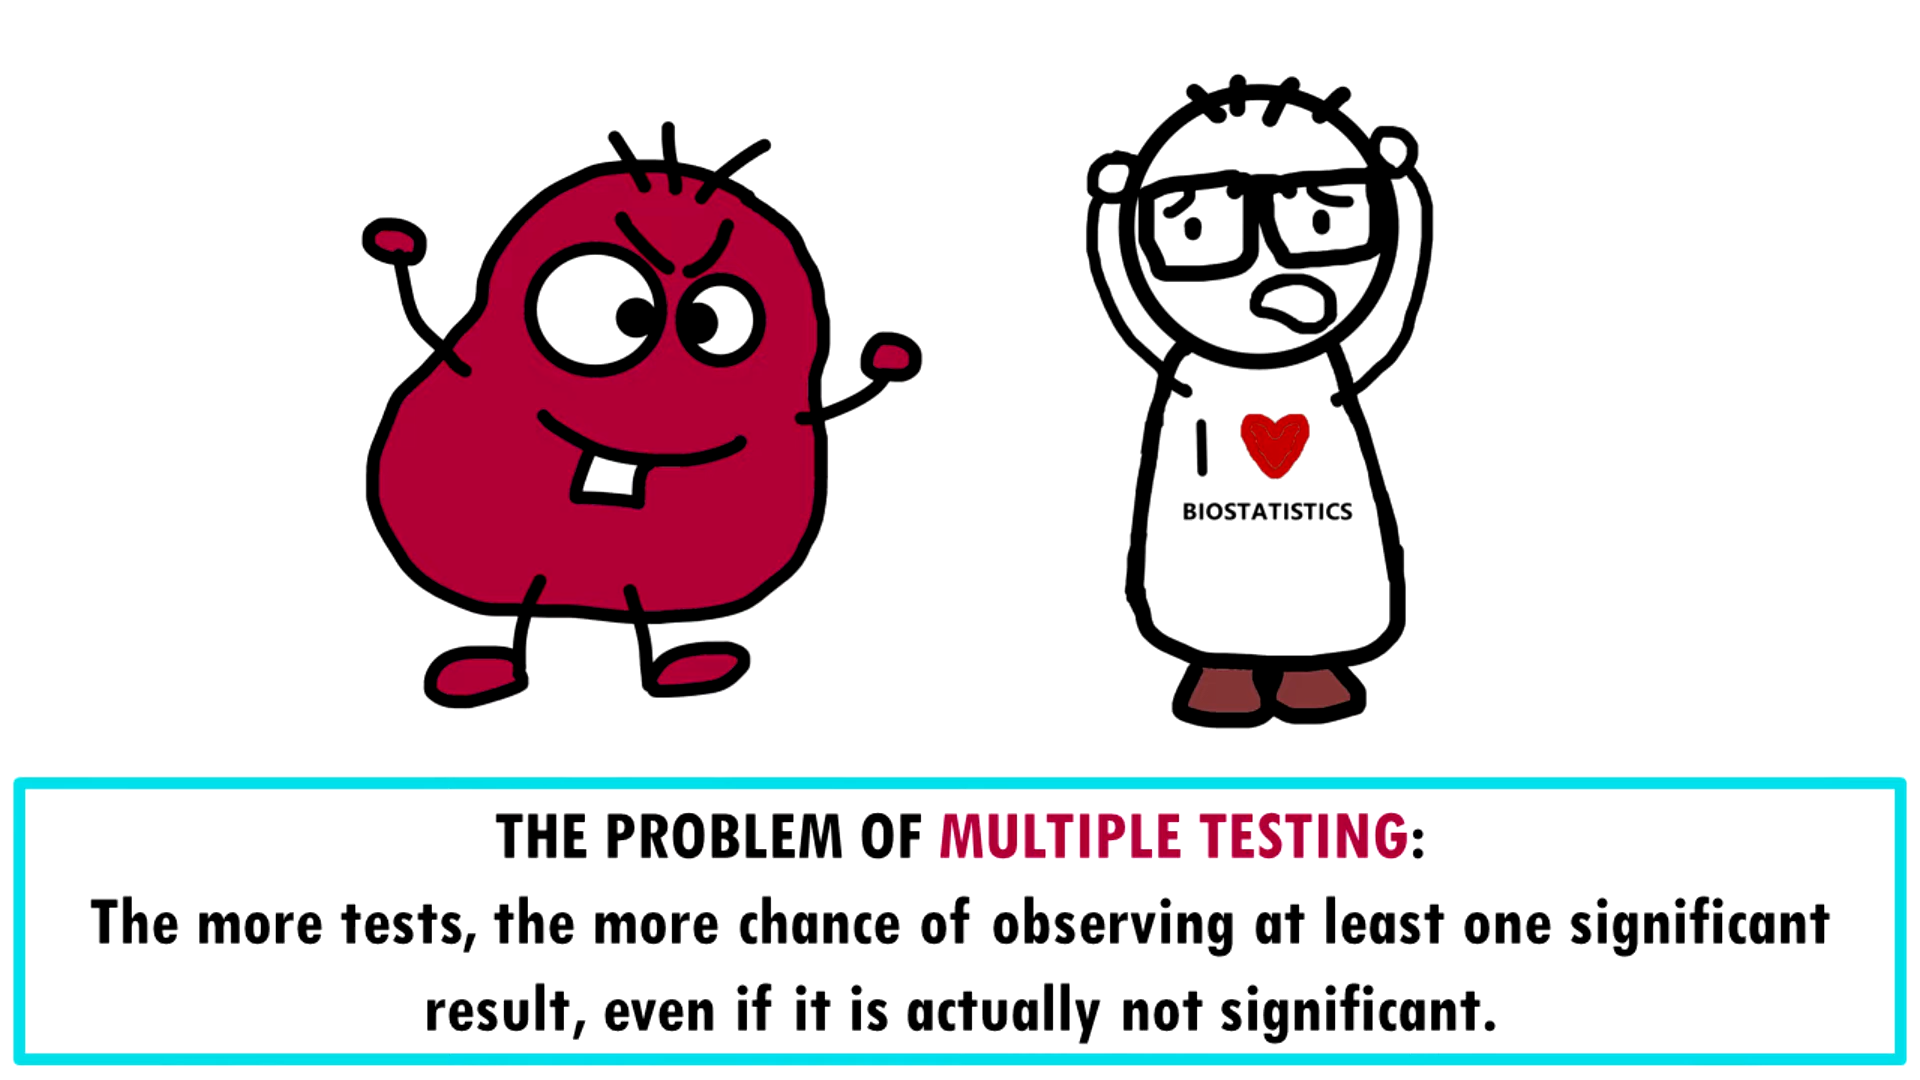 I
BIOSTATISTICS
THE PROBLEM OF MULTIPLE TESTING:
The more tests, the more chance of observing at least one significant
result, even if it is actually not significant.